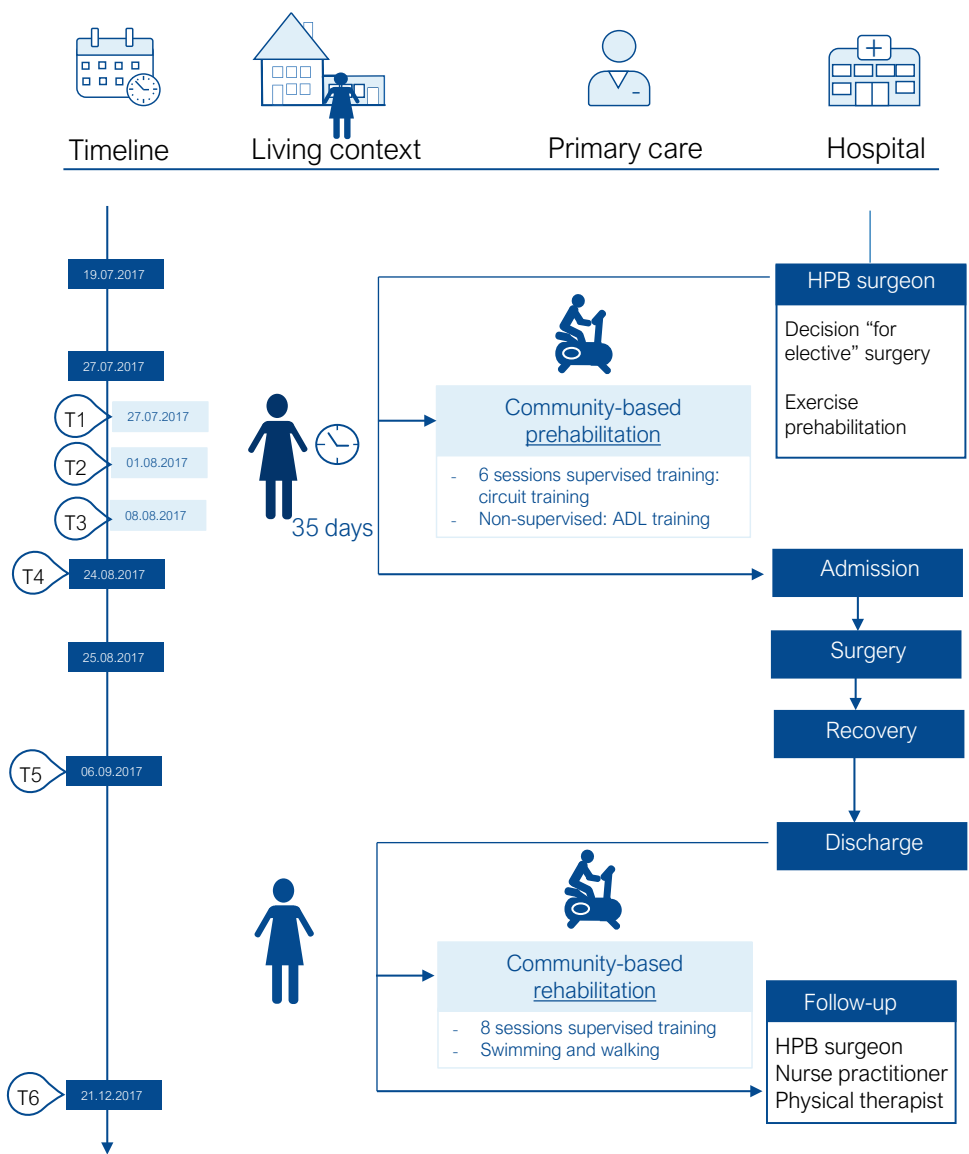 Timeline
Living context
Primary care
Hospital
19.07.2017
HPB surgeon
Decision "for
elective" surgery
Exercise
prehabilitation
27.07.2017
T1
27.07.2017
T2
01.08.2017
T3
08.08.2017
35 days
Community-based
prehabilitation
- 6 sessions supervised training:
circuit training
- Non-supervised: ADL training
T4
24.08.2017
Admission
25.08.2017
Surgery
Recovery
T5
06.09.2017
Discharge
Community-based
rehabilitation
- 8 sessions supervised training
- Swimming and walking
Follow-up
HPB surgeon
Nurse practitioner
Physical therapist
T6
21.12.2017